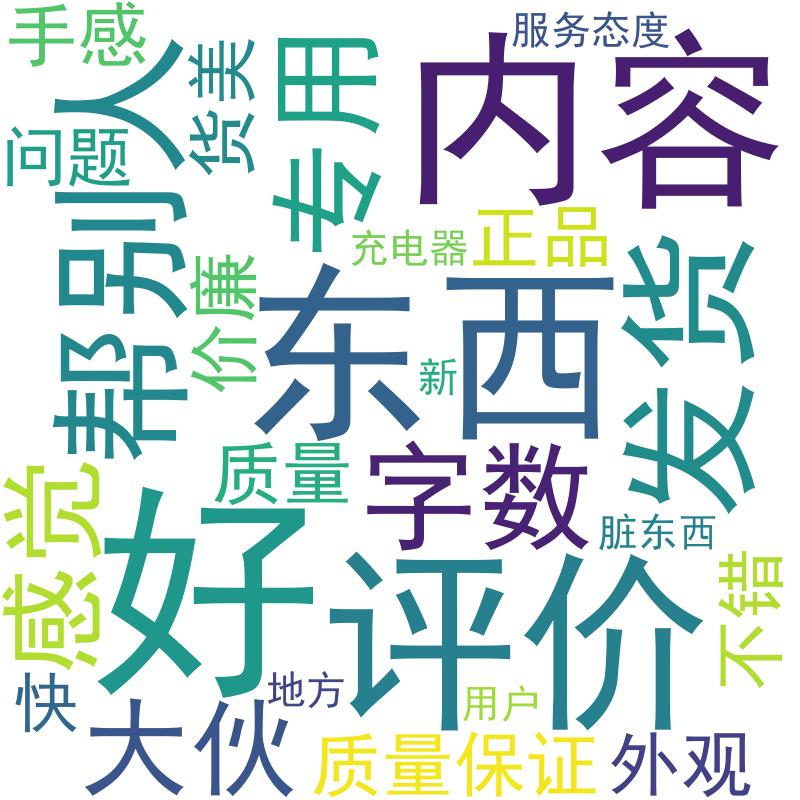 手感
服务态度
内容
专用
货美
帮别人
问题
正品
充电器
发货
价廉
东西
新
质量
字数
感觉
好
评价
脏东西
不错
快
地方
用户
大伙
质量保证
外观